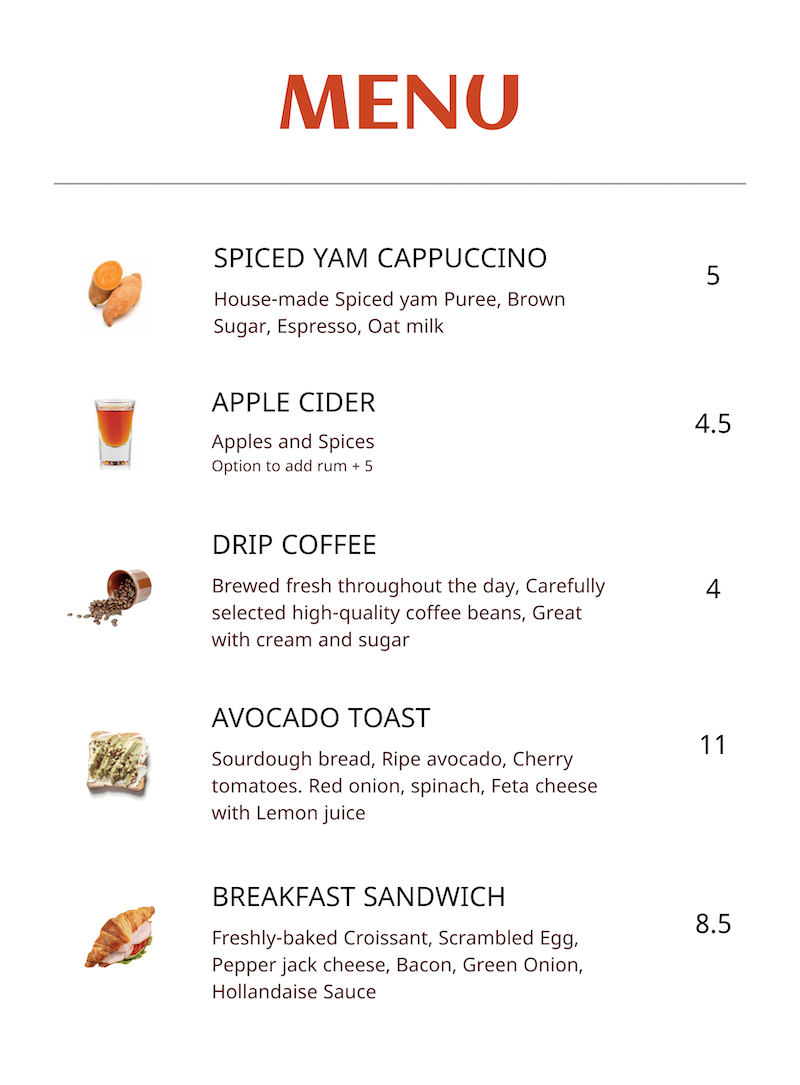 MENU
SPICED YAM CAPPUCCINO
5
House-made Spiced yam Puree, Brown
Sugar, Espresso, Oat milk
APPLE CIDER
4.5
Apples and Spices
Option to add rum + 5
DRIP COFFEE
Brewed fresh throughout the day, Carefully
4
selected high-quality coffee beans, Great
with cream and sugar
AVOCADO TOAST
11
Sourdough bread, Ripe avocado, Cherry
tomatoes. Red onion, spinach, Feta cheese
with Lemon juice
BREAKFAST SANDWICH
8.5
Freshly-baked Croissant, Scrambled Egg,
Pepper jack cheese, Bacon, Green Onion,
Hollandaise Sauce